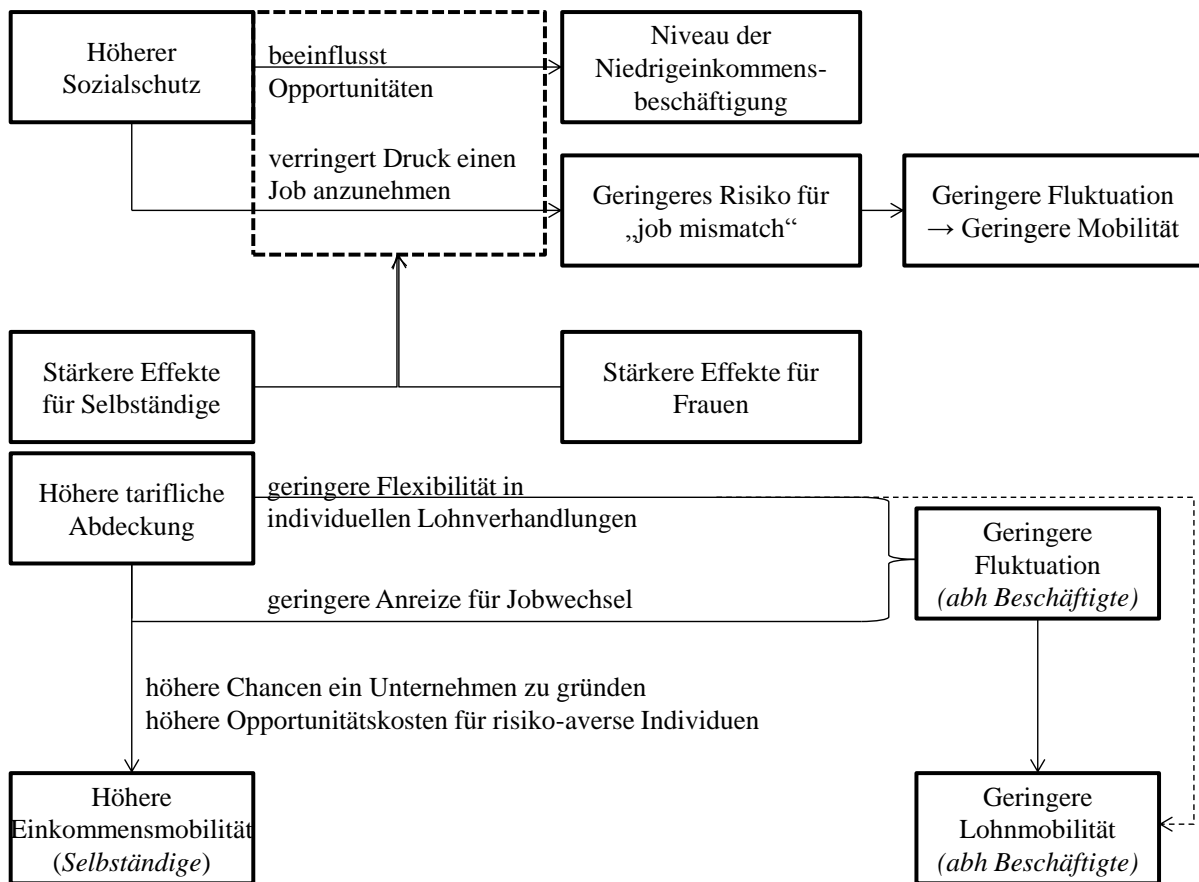 Höherer
Sozialschutz
beeinflusst
Opportunitäten
Niveau der
Niedrigeinkommens-
beschäftigung
verringert Druck einen
Job anzunehmen
Geringeres Risiko für
„job mismatch“
Geringere Fluktuation
→ Geringere Mobilität
Stärkere Effekte
für Selbständige
Stärkere Effekte für
Frauen
Höhere tarifliche
Abdeckung
geringere Flexibilität in
individuellen Lohnverhandlungen
Geringere
Fluktuation
(abh Beschäftigte)
geringere Anreize für Jobwechsel
höhere Chancen ein Unternehmen zu gründen
höhere Opportunitätskosten für risiko-averse Individuen
Höhere
Einkommensmobilität
(Selbständige)
Geringere
Lohnmobilität
(abh Beschäftigte)